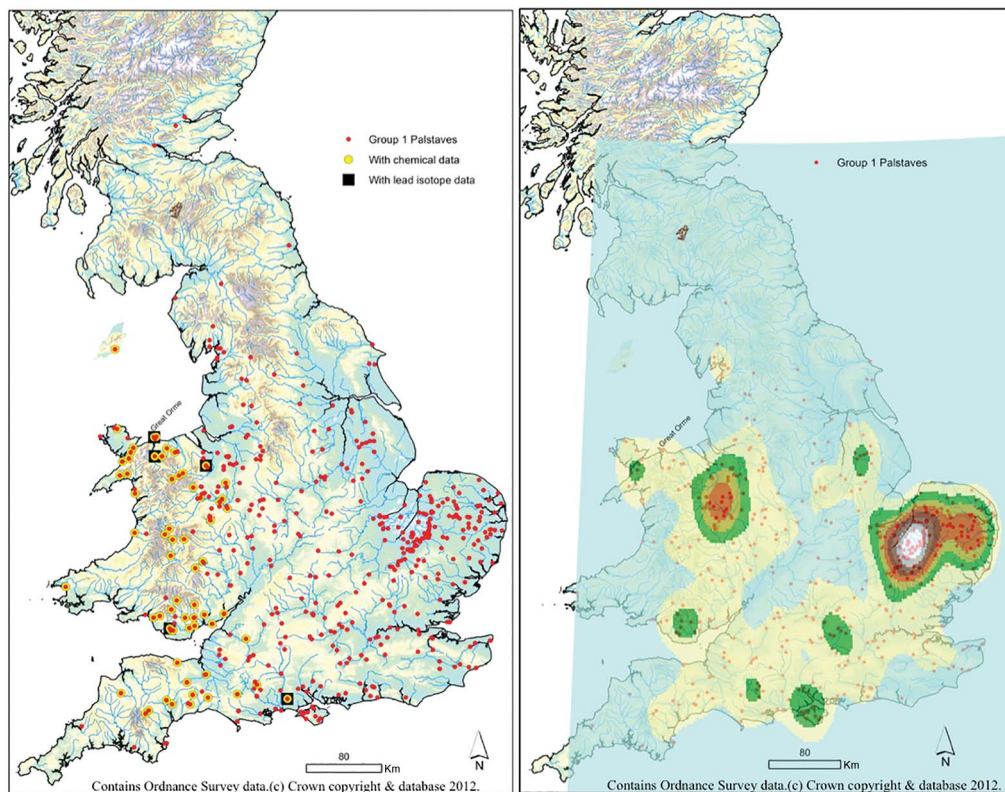 Group 1 Palstaves
With chemical data
With lead isotope data
Great Orme
80
Km
N
Contains Ordnance Survey data.(c) Crown copyright & database 2012.
Group 1 Palstaves
Great Orme
80
Km
N
Contains Ordnance Survey data.(c) Crown copyright & database 2012.